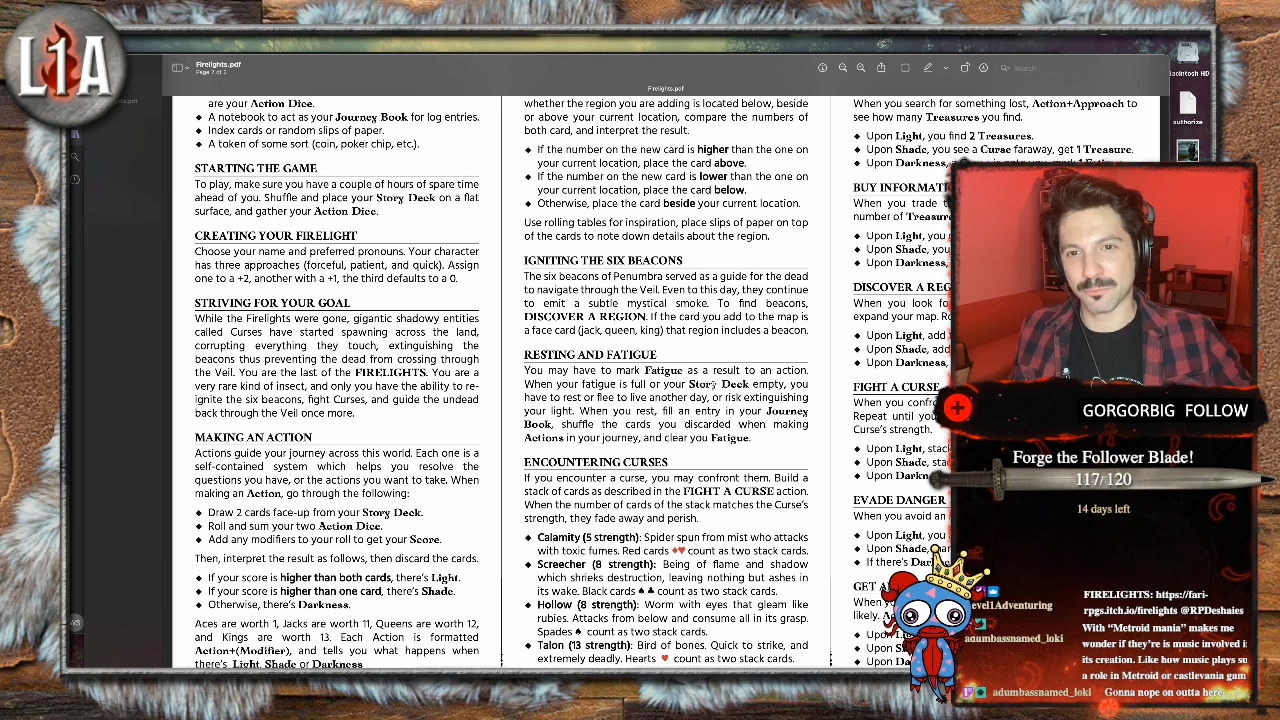 L1A
Firelights.pdf
Page 2 of 3
Search
Firelights.pdf
Macintosh HD
authorize
are your Action Dice.
◆ A notebook to act as your Journey Book for log entries.
◆ Index cards or random slips of paper.
◆ A token of some sort (coin, poker chip, etc.).
STARTING THE GAME
To play, make sure you have a couple of hours of spare time
ahead of you. Shuffle and place your Story Deck on a flat
surface, and gather your Action Dice.
CREATING YOUR FIRELIGHT
Choose your name and preferred pronouns. Your character
has three approaches (forceful, patient, and quick). Assign
one to a +2, another with a +1, the third defaults to a 0.
STRIVING FOR YOUR GOAL
While the Firelights were gone, gigantic shadowy entities
called Curses have started spawning across the land,
corrupting everything they touch, extinguishing the
beacons thus preventing the dead from crossing through
the Veil. You are the last of the FIRELIGHTS. You are a
very rare kind of insect, and only you have the ability to re-
ignite the six beacons, fight Curses, and guide the undead
back through the Veil once more.
MAKING AN ACTION
Actions guide your journey across this world. Each one is a
self-contained system which helps you resolve the
questions you have, or the actions you want to take. When
making an Action, go through the following:
◆ Draw 2 cards face-up from your Story Deck.
◆ Roll and sum your two Action Dice.
◆ Add any modifiers to your roll to get your Score.
Then, interpret the result as follows, then discard the cards.
◆ If your score is higher than both cards, there's Light.
◆ If your score is higher than one card, there's Shade.
◆ Otherwise, there's Darkness.
Aces are worth 1, Jacks are worth 11, Queens are worth 12,
and Kings are worth 13. Each Action is formatted
Action+(Modifier), and tells you what happens when
there's Light, Shade or Darkness
whether the region you are adding is located below, beside
or above your current location, compare the numbers of
both card, and interpret the result.
◆ If the number on the new card is higher than the one on
your current location, place the card above.
◆ If the number on the new card is lower than the one on
your current location, place the card below.
◆ Otherwise, place the card beside your current location.
Use rolling tables for inspiration, place slips of paper on top
of the cards to note down details about the region.
IGNITING THE SIX BEACONS
The six beacons of Penumbra served as a guide for the dead
to navigate through the Veil. Even to this day, they continue
to emit a subtle mystical smoke. To find beacons,
DISCOVER A REGION. If the card you add to the map is
a face card (jack, queen, king) that region includes a beacon.
RESTING AND FATIGUE
You may have to mark Fatigue as a result to an action.
When your fatigue is full or your Story Deck empty, you
have to rest or flee to live another day, or risk extinguishing
your light. When you rest, fill an entry in your Journey
Book, shuffle the cards you discarded when making
Actions in your journey, and clear you Fatigue.
ENCOUNTERING CURSES
If you encounter a curse, you may confront them. Build a
stack of cards as described in the FIGHT A CURSE action.
When the number of cards of the stack matches the Curse's
strength, they fade away and perish.
◆ Calamity (5 strength): Spider spun from mist who attacks
with toxic fumes. Red cards ♦♥ count as two stack cards.
◆ Screecher (8 strength): Being of flame and shadow
which shrieks destruction, leaving nothing but ashes in
its wake. Black cards ♠ ♣ count as two stack cards.
◆ Hollow (8 strength): Worm with eyes that gleam like
rubies. Attacks from below and consume all in its grasp.
Spades ♠ count as two stack cards.
◆ Talon (13 strength): Bird of bones. Quick to strike, and
extremely deadly. Hearts ♥ count as two stack cards.
When you search for something lost, Action+Approach to
see how many Treasures you find.
◆ Upon Light, you find 2 Treasures.
◆ Upon Shade, you see a Curse faraway, get 1 Treasure.
◆ Upon Darkness,
BUY INFORMATI
When you trade t
number of Treasur
◆ Upon Light, you
◆ Upon Shade, you
◆ Upon Darkness,
DISCOVER A REG
When you look fo
expand your map. Ro
◆ Upon Light, add
◆ Upon Shade, add
◆ Upon Darkness,
FIGHT A CURSE
When you confro
Repeat until you
Curse's strength.
◆ Upon Light, stack
◆ Upon Shade, stac
◆ Upon Darkn
EVADE DANGER
When you avoid an
◆ Upon Light, you
◆ Upon Shade, you
◆ If there's Dar
GET A
When yo
likely. A
◆ Upon L
◆ Upon
◆ Upon Da
GORGORBIG FOLLOW
Forge the Follower Blade!
117/120
14 days left
Level1Adventuring
FIRELIGHTS: https://fari-
rpgs.itch.io/firelights @RPDeshaies
adumbassnamed_loki
With "Metroid mania" makes me
wonder if they're is music involved i
its creation. Like how music plays su
a role in Metroid or castlevania gam
adumbassnamed_loki Gonna nope on outta here